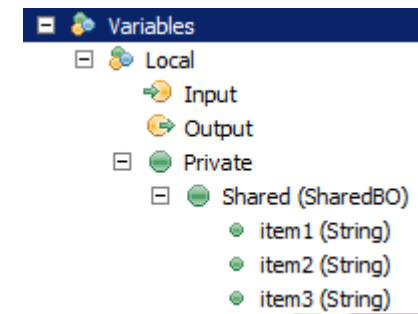 Variables
Local
Input
Output
Private
Shared (SharedBO)
item1 (String)
item2 (String)
item3 (String)